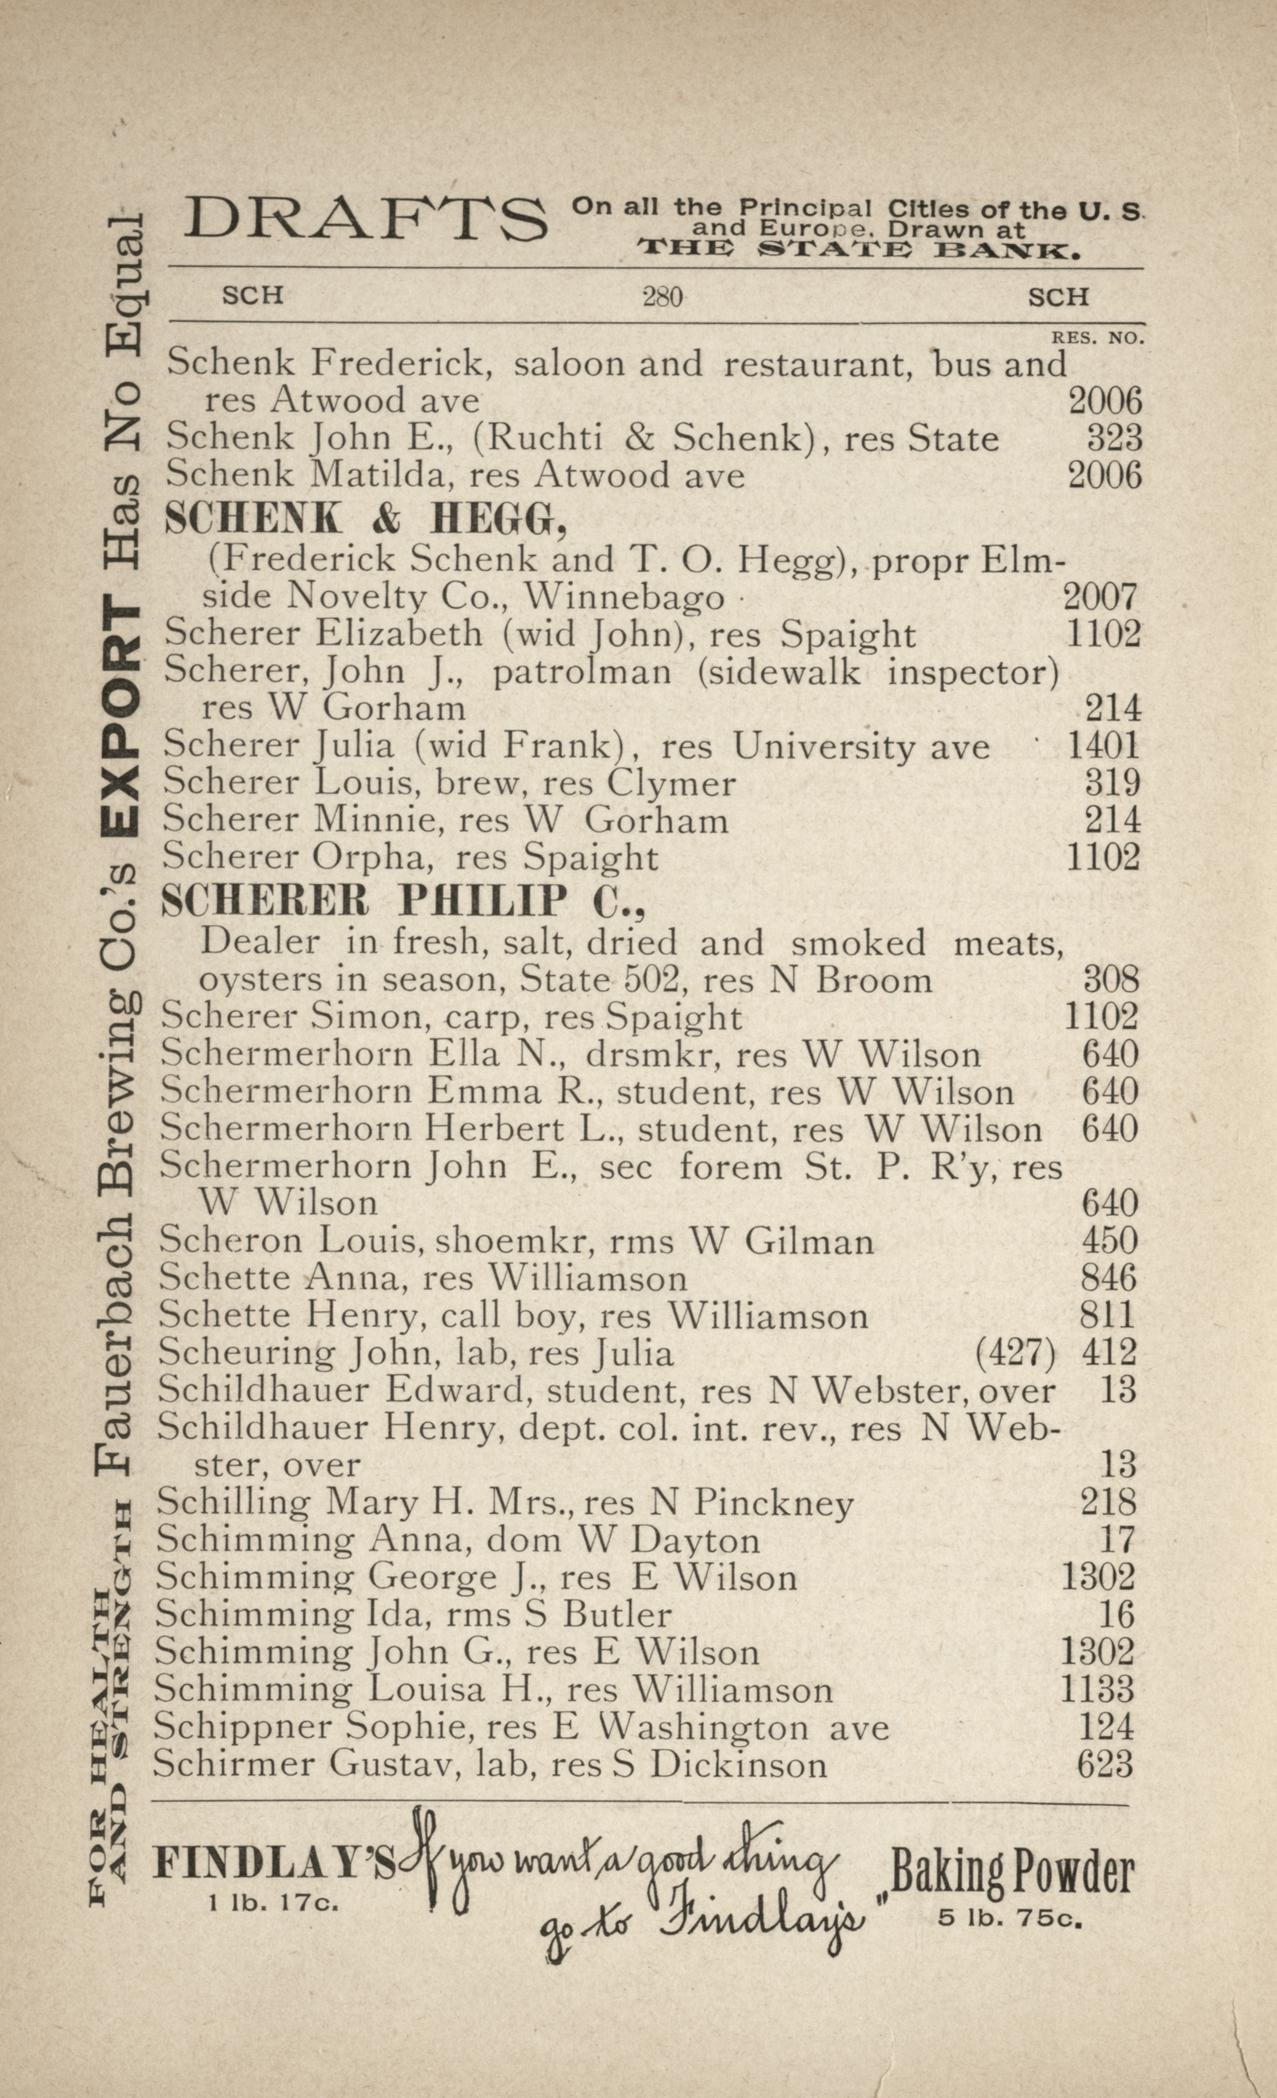 DRAFTS On all the Principal Cities of the U. S.
and Europe. Drawn at
THE STATE BANK.
SCH 280 SCH
RES. NO.
Schenk Frederick, saloon and restaurant, bus and
res Atwood ave 2006
Schenk John E., (Ruchti & Schenk), res State 323
Schenk Matilda, res Atwood ave 2006
SCHENK & HEGG,
(Frederick Schenk and T. O. Hegg), propr Elm-
side Novelty Co., Winnebago 2007
Scherer Elizabeth (wid John), res Spaight 1102
Scherer, John J., patrolman (sidewalk inspector)
res W Gorham 214
Scherer Julia (wid Frank), res University ave 1401
Scherer Louis, brew, res Clymer 319
Scherer Minnie, res W Gorham 214
Scherer Orpha, res Spaight 1102
SCHERER PHILIP C.,
Dealer in fresh, salt, dried and smoked meats,
oysters in season, State 502, res N Broom 308
Scherer Simon, carp, res Spaight 1102
Schermerhorn Ella N., drsmkr, res W Wilson 640
Schermerhorn Emma R., student, res W Wilson 640
Schermerhorn Herbert L., student, res W Wilson 640
Schermerhorn John E., sec forem St. P. R'y, res
W Wilson 640
Scheron Louis, shoemkr, rms W Gilman 450
Schette Anna, res Williamson 846
Schette Henry, call boy, res Williamson 811
Scheuring John, lab, res Julia (427) 412
Schildhauer Edward, student, res N Webster, over 13
Schildhauer Henry, dept. col. int. rev., res N Web-
ster, over 13
Schilling Mary H. Mrs., res N Pinckney 218
Schimming Anna, dom W Dayton 17
Schimming George J., res E Wilson 1302
Schimming Ida, rms S Butler 16
Schimming John G., res E Wilson 1302
Schimming Louisa H., res Williamson 1133
Schippner Sophie, res E Washington ave 124
Schirmer Gustav, lab, res S Dickinson 623
FINDLAY'S If you want a good thing Baking Powder
1 lb. 17c. go to Findlay's" 5 lb. 75c.
FOR HEALTH
AND STRENGTH Fauerbach Brewing Co.'s EXPORT Has No Equal